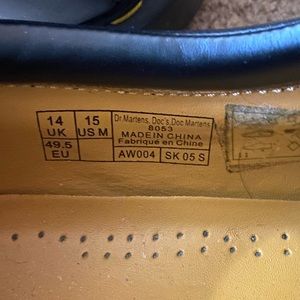 14 UK
15 US M
49.5 EU
Dr.Martens, Doc's, Doc Martens
8053
MADE IN CHINA
Fabriqué en Chine
AW004
SK 05 S